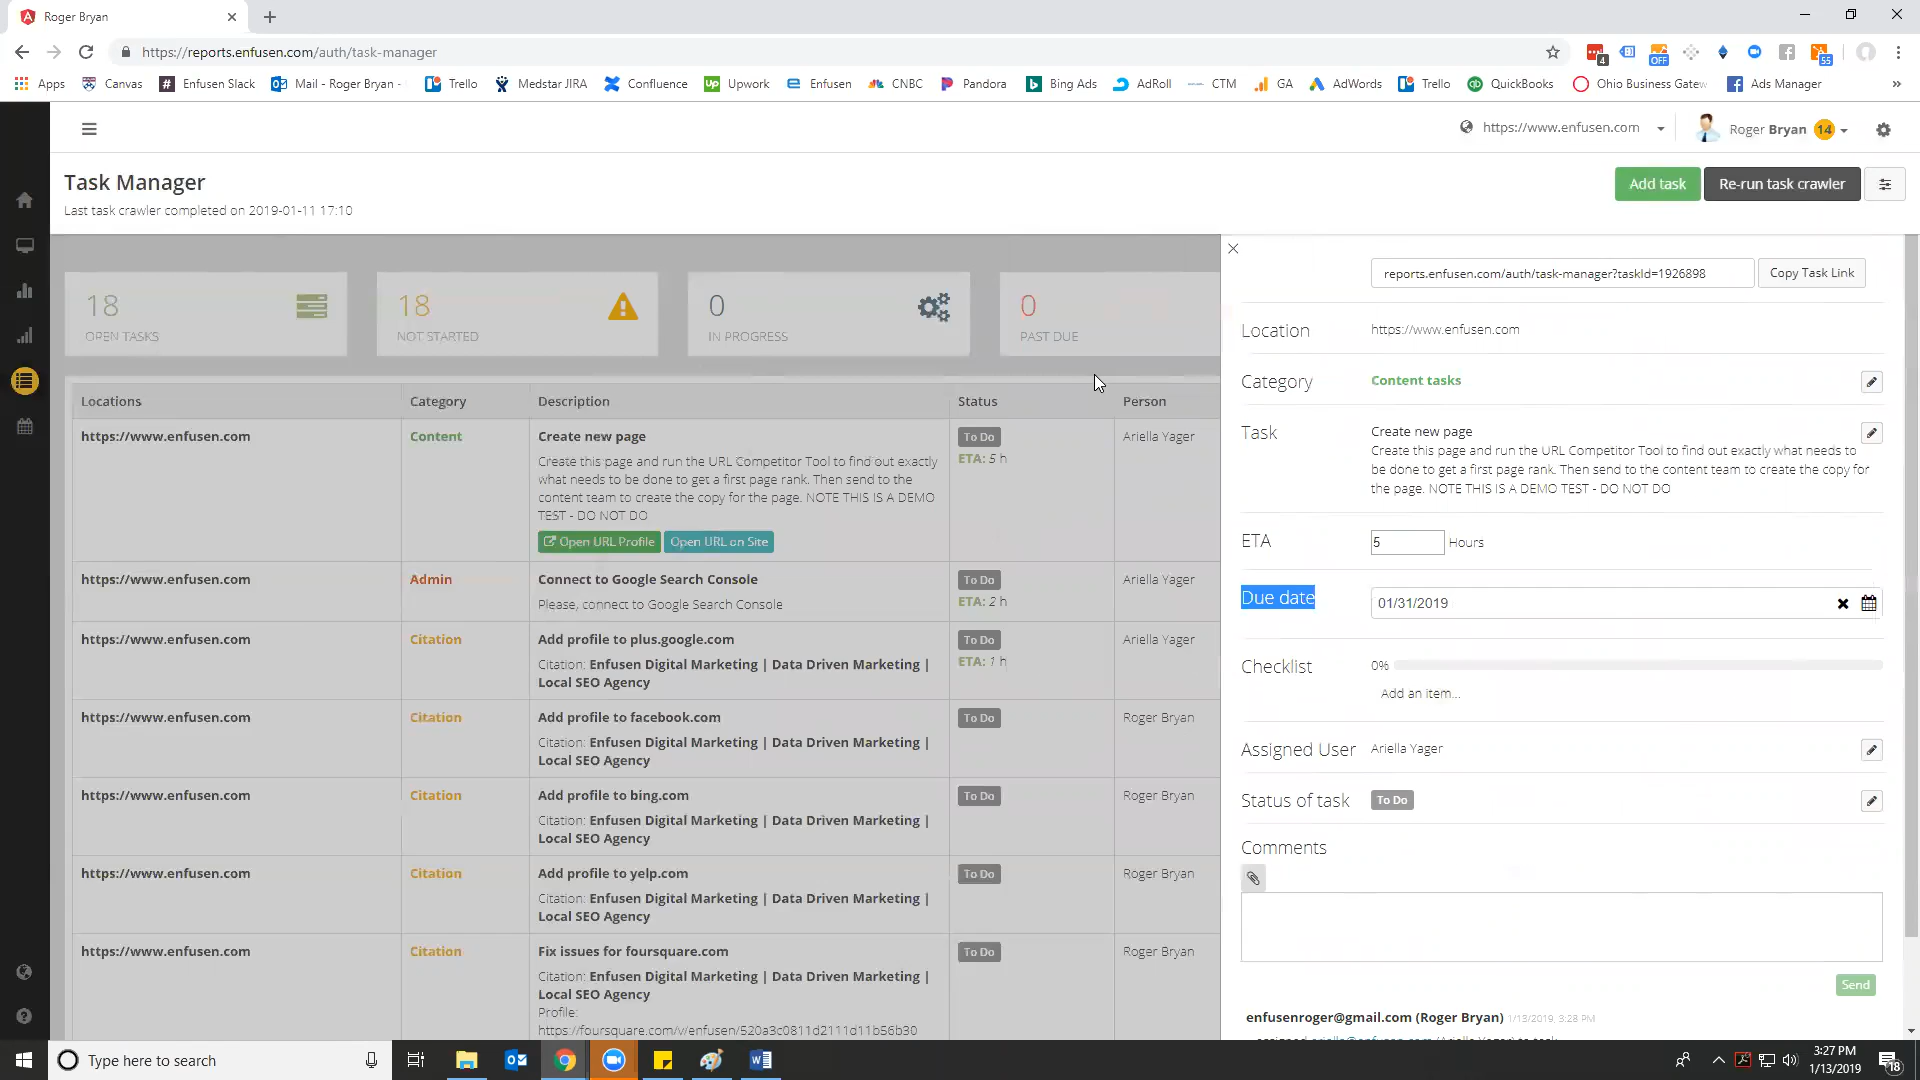 Roger Bryan
https://reports.enfusen.com/auth/task-manager
4
OFF
55
Apps
Canvas
Enfusen Slack
Mail - Roger Bryan -
Trello
Medstar JIRA
Confluence
Up Upwork
Enfusen
CNBC
Pandora
Bing Ads
AdRoll
CTM
GA
AdWords
Trello
QuickBooks
Ohio Business Gatew
Ads Manager
https://www.enfusen.com
Roger Bryan 14
Task Manager
Last task crawler completed on 2019-01-11 17:10
Add task
Re-run task crawler
18
OPEN TASKS
18
NOT STARTED
0
IN PROGRESS
0
PAST DUE
Locations Category Description Status Person
https://www.enfusen.com Content Create new page To Do Ariella Yager
ETA: 5 h
Create this page and run the URL Competitor Tool to find out exactly
what needs to be done to get a first page rank. Then send to the
content team to create the copy for the page. NOTE THIS IS A DEMO
TEST - DO NOT DO
Open URL Profile Open URL on Site
https://www.enfusen.com Admin Connect to Google Search Console To Do Ariella Yager
Please, connect to Google Search Console ETA: 2 h
https://www.enfusen.com Citation Add profile to plus.google.com To Do Ariella Yager
Citation: Enfusen Digital Marketing | Data Driven Marketing | ETA: 1 h
Local SEO Agency
https://www.enfusen.com Citation Add profile to facebook.com To Do Roger Bryan
Citation: Enfusen Digital Marketing | Data Driven Marketing |
Local SEO Agency
https://www.enfusen.com Citation Add profile to bing.com To Do Roger Bryan
Citation: Enfusen Digital Marketing | Data Driven Marketing |
Local SEO Agency
https://www.enfusen.com Citation Add profile to yelp.com To Do Roger Bryan
Citation: Enfusen Digital Marketing | Data Driven Marketing |
Local SEO Agency
https://www.enfusen.com Citation Fix issues for foursquare.com To Do Roger Bryan
Citation: Enfusen Digital Marketing | Data Driven Marketing |
Local SEO Agency
Profile:
https://foursquare.com/v/enfusen/520a3c0811d2111d11b56b30
reports.enfusen.com/auth/task-manager?taskId=1926898 Copy Task Link
Location https://www.enfusen.com
Category Content tasks
Task Create new page
Create this page and run the URL Competitor Tool to find out exactly what needs to
be done to get a first page rank. Then send to the content team to create the copy for
the page. NOTE THIS IS A DEMO TEST - DO NOT DO
ETA 5 Hours
Due date 01/31/2019
Checklist 0%
Add an item...
Assigned User Ariella Yager
Status of task To Do
Comments
Send
enfusenroger@gmail.com (Roger Bryan) 1/13/2019, 3:28 PM
Type here to search
3:27 PM
1/13/2019
18